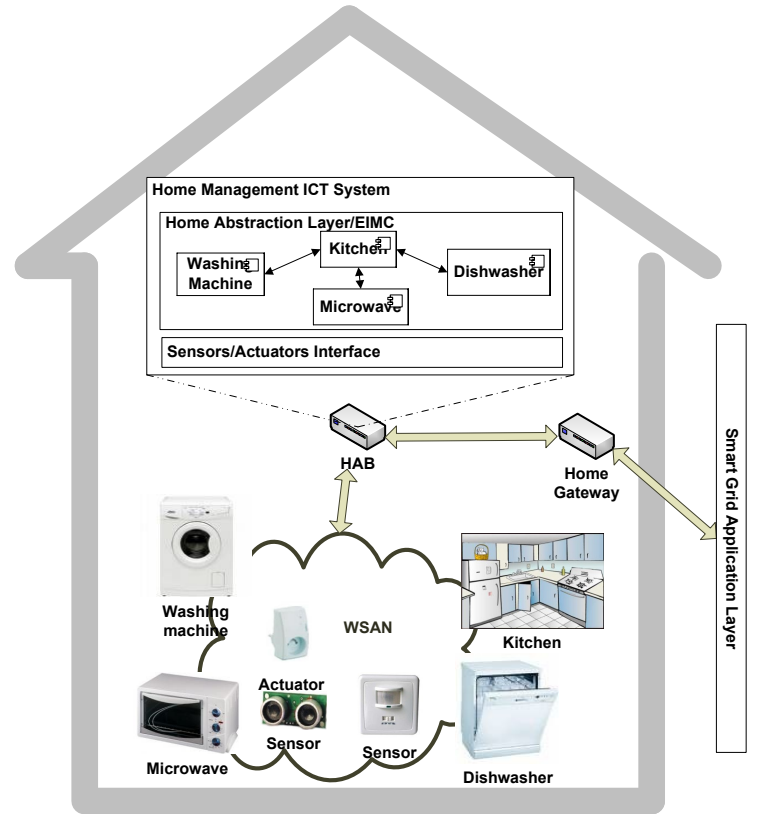 Home Management ICT System
Home Abstraction Layer/EIMC
Kitchen
Washing
Machine
Dishwasher
Microwave
Sensors/Actuators Interface
HAB
Home
Gateway
Smart Grid Application Layer
Washing
machine
WSAN
Kitchen
Actuator
Sensor
Sensor
Microwave
Dishwasher